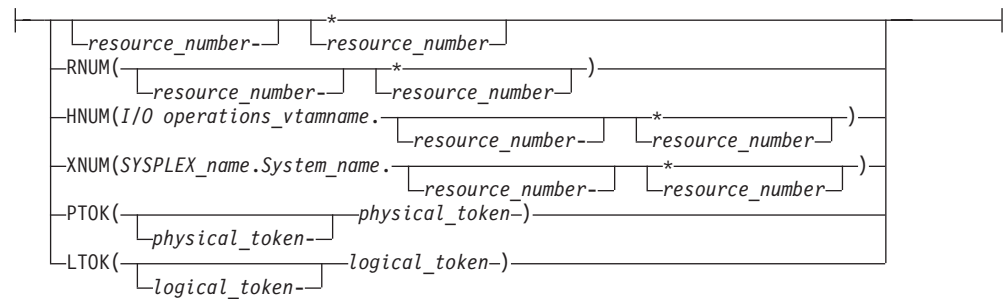 *
resource_number- resource_number
RNUM( * )
resource_number- resource_number
HNUM(I/O operations_vtamname. * )
resource_number- resource_number
XNUM(SYSPLEX_name.System_name. * )
resource_number- resource_number
PTOK( physical_token )
physical_token-
LTOK( logical_token )
logical_token-